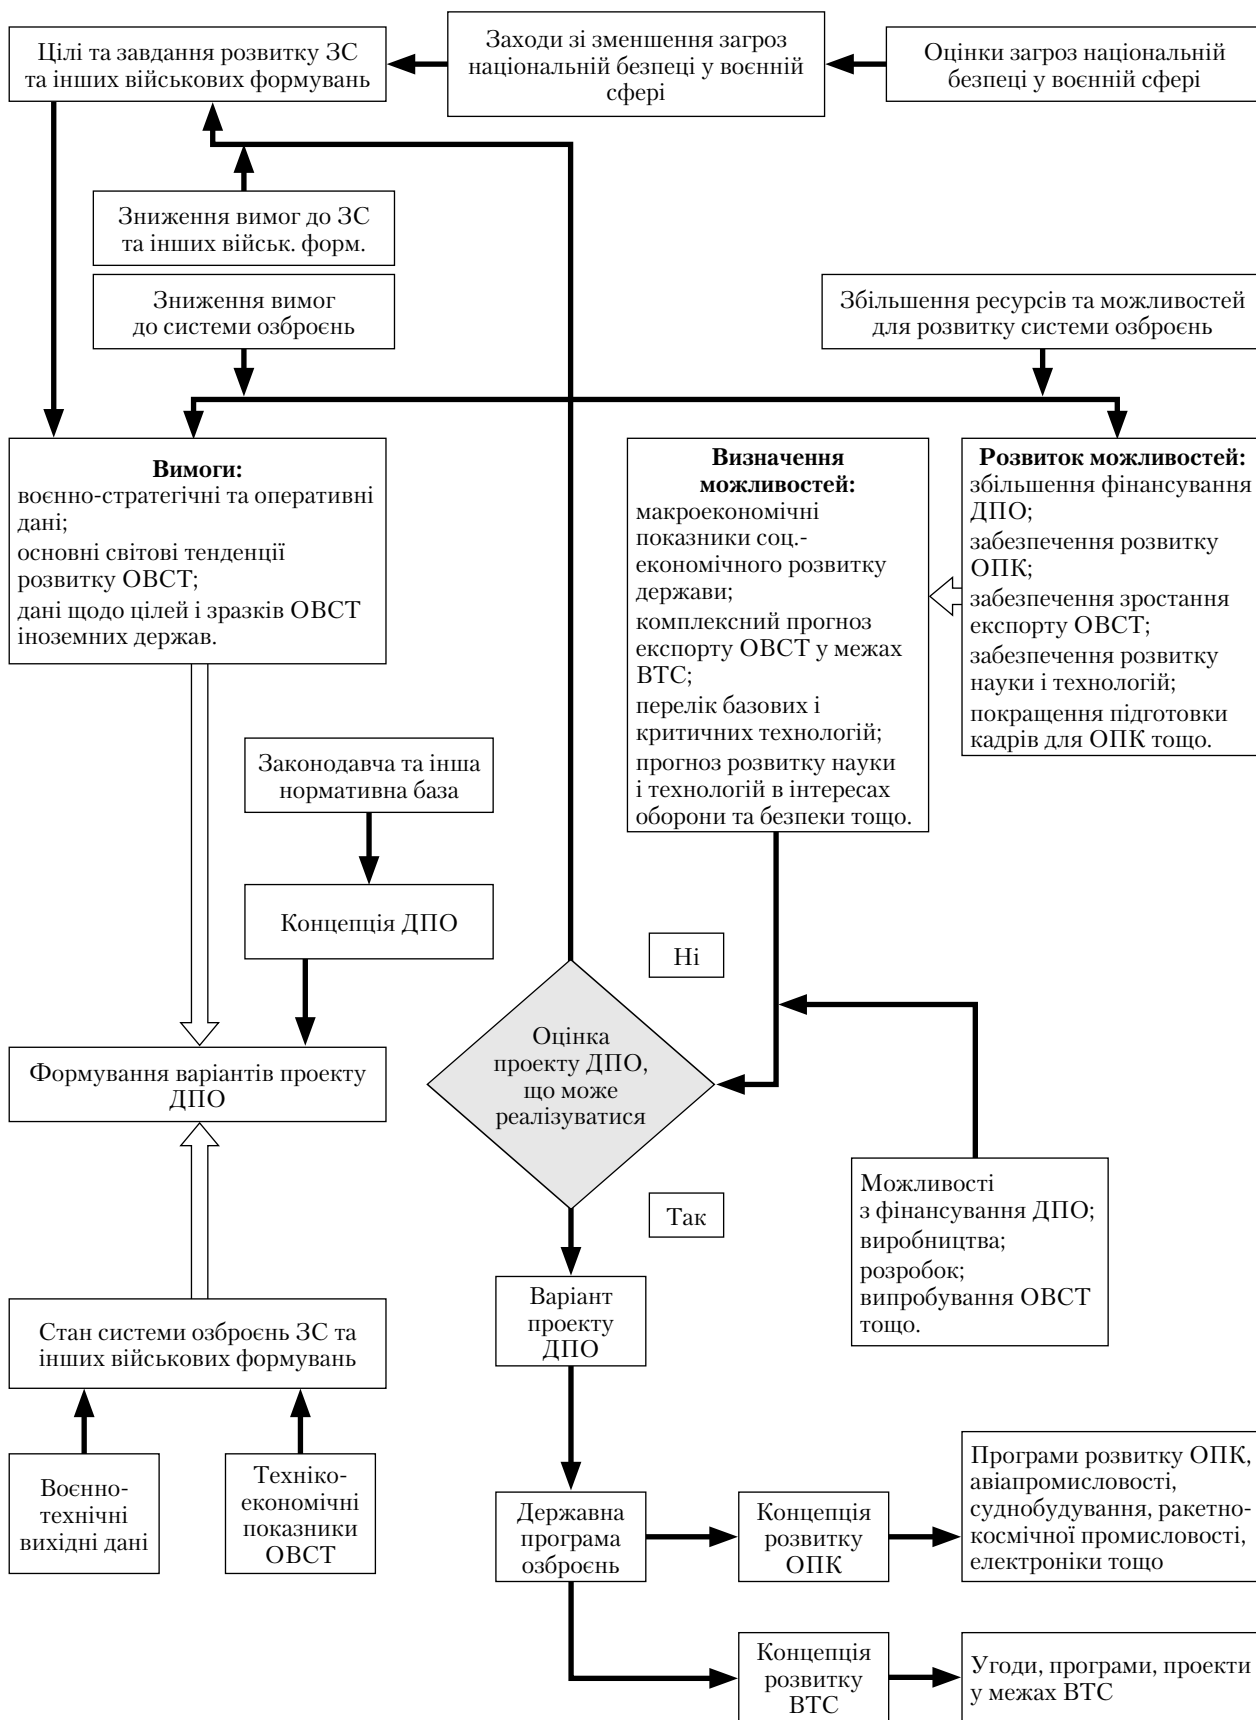 Цілі та завдання розвитку ЗС
та інших військових формувань
Заходи зі зменшення загроз
національній безпеці у воєнній
сфері
Оцінки загроз національній
безпеці у воєнній сфері
Зниження вимог до ЗС
та інших військ. форм.
Зниження вимог
до системи озброєнь
Збільшення ресурсів та можливостей
для розвитку системи озброєнь
Вимоги:
воєнно-стратегічні та оперативні
дані;
основні світові тенденції
розвитку ОВСТ;
дані щодо цілей і зразків ОВСТ
іноземних держав.
Визначення
можливостей:
макроекономічні
показники соц.-
економічного розвитку
держави;
комплексний прогноз
експорту ОВСТ у межах
ВТС;
перелік базових і
критичних технологій;
прогноз розвитку науки
і технологій в інтересах
оборони та безпеки тощо.
Розвиток можливостей:
збільшення фінансування
ДПО;
забезпечення розвитку
ОПК;
забезпечення зростання
експорту ОВСТ;
забезпечення розвитку
науки і технологій;
покращення підготовки
кадрів для ОПК тощо.
Законодавча та інша
нормативна база
Концепція ДПО
Ні
Формування варіантів проекту
ДПО
Оцінка
проекту ДПО,
що може
реалізуватися
Так
Можливості
з фінансування ДПО;
виробництва;
розробок;
випробування ОВСТ
тощо.
Варіант
проекту
ДПО
Стан системи озброєнь ЗС та
інших військових формувань
Воєнно-
технічні
вихідні дані
Техніко-
економічні
показники
ОВСТ
Державна
програма
озброєнь
Концепція
розвитку
ОПК
Програми розвитку ОПК,
авіапромисловості,
суднобудування, ракетно-
космічної промисловості,
електроніки тощо
Концепція
розвитку
ВТС
Угоди, програми, проекти
у межах ВТС